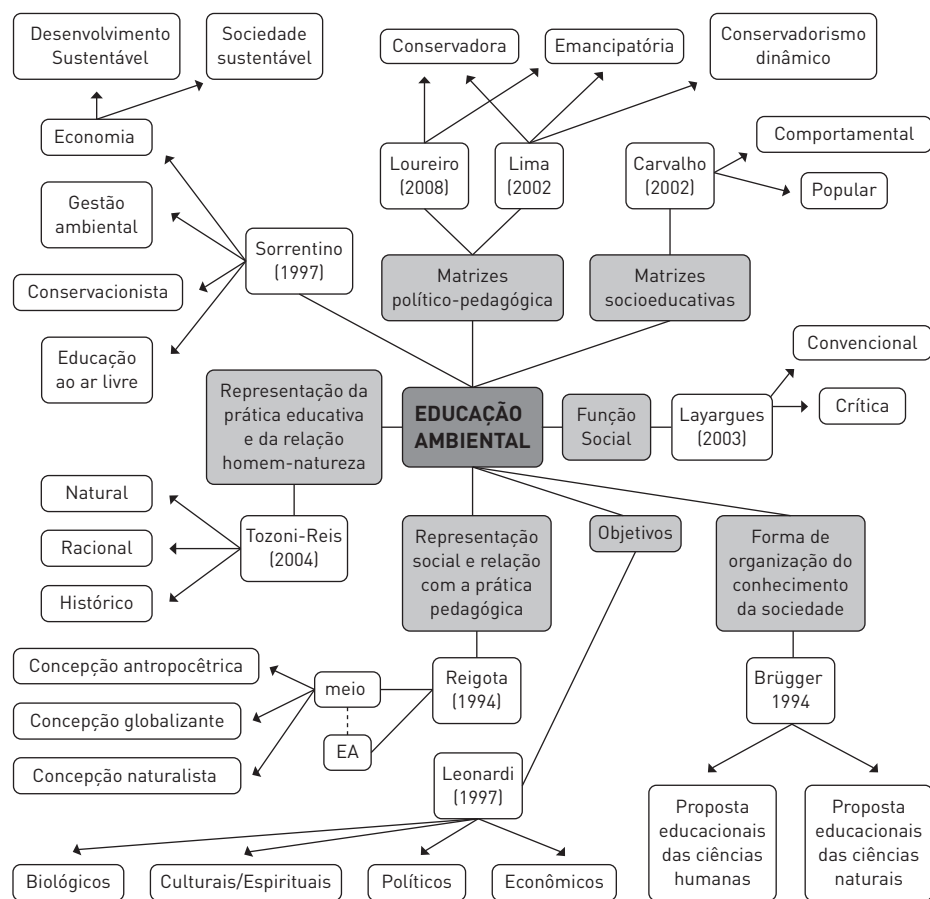 Desenvolvimento
Sustentável
Sociedade
sustentável
Conservadora
Emancipatória
Conservadorismo
dinâmico
Economia
Loureiro
(2008)
Lima
(2002
Carvalho
(2002)
Comportamental
Popular
Gestão
ambiental
Sorrentino
(1997)
Conservacionista
Matrizes
político-pedagógica
Matrizes
socioeducativas
Educação
ao ar livre
Convencional
Representação da
prática educativa
e da relação
homem-natureza
EDUCAÇÃO
AMBIENTAL
Função
Social
Layargues
(2003)
Crítica
Natural
Racional
Histórico
Tozoni-Reis
(2004)
Representação
social e relação
com a prática
pedagógica
Objetivos
Forma de
organização do
conhecimento
da sociedade
Concepção antropocêtrica
Concepção globalizante
Concepção naturalista
meio
EA
Reigota
(1994)
Brügger
1994
Leonardi
(1997)
Proposta
educacionais
das ciências
humanas
Proposta
educacionais
das ciências
naturais
Biológicos
Culturais/Espirituais
Políticos
Econômicos